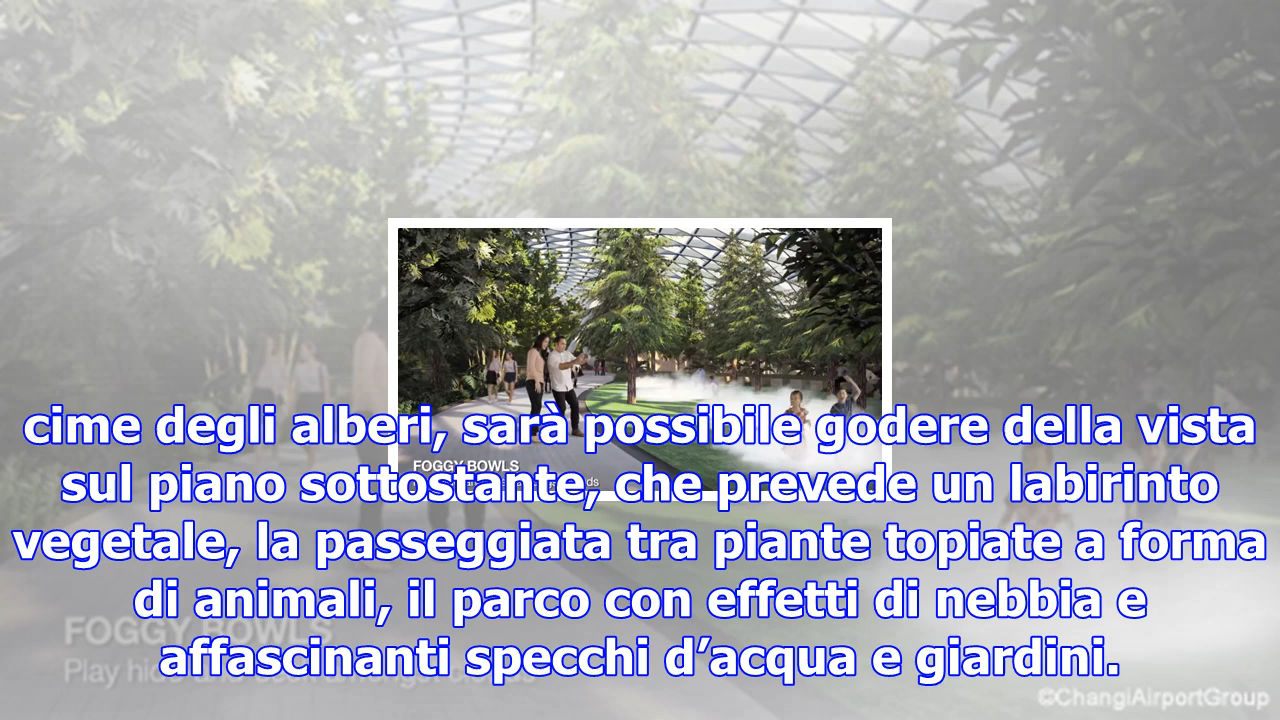 cime degli alberi, sarà possibile godere della vista
FOGGY BOWLS
sul piano sottostante, che prevede un labirinto
vegetale, la passeggiata tra piante topiate a forma
di animali, il parco con effetti di nebbia e
FOGGY BOWLS
affascinanti specchi d’acqua e giardini.
Play hide
©ChangiAirportGroup